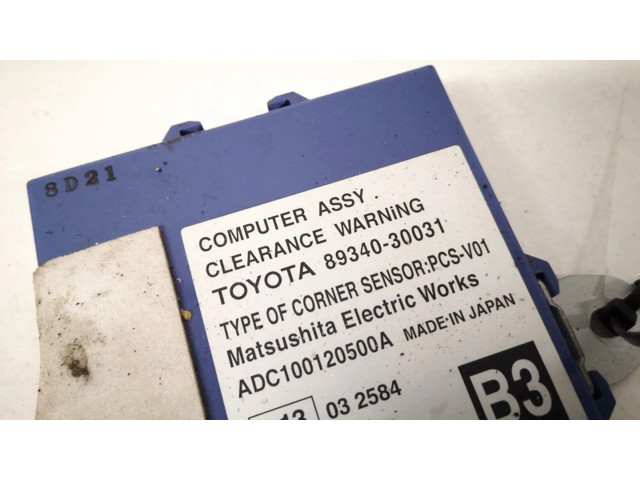 8D21
COMPUTER ASSY
CLEARANCE WARNiNG
TOYOTA 89340-30031
TYPE OF CORNER SENSOR:PCS-V01
Matsushita Electric Works
ADC100120500A MADE·IN JAPAN
13 03 2584
B3